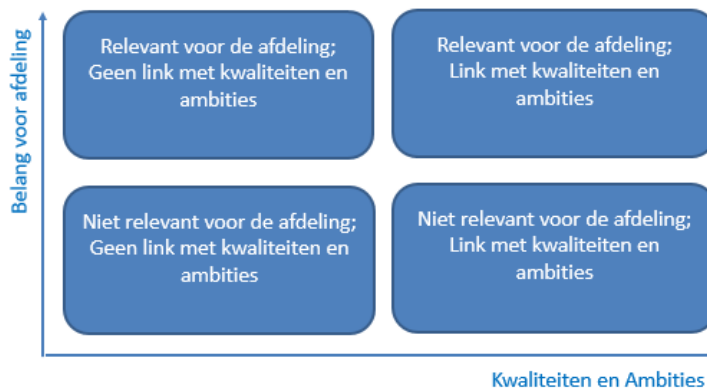 Belang voor afdeling
Relevant voor de afdeling;
Geen link met kwaliteiten en
ambities
Relevant voor de afdeling;
Link met kwaliteiten en
ambities
Niet relevant voor de afdeling;
Geen link met kwaliteiten en
ambities
Niet relevant voor de afdeling;
Link met kwaliteiten en
ambities
Kwaliteiten en Ambities